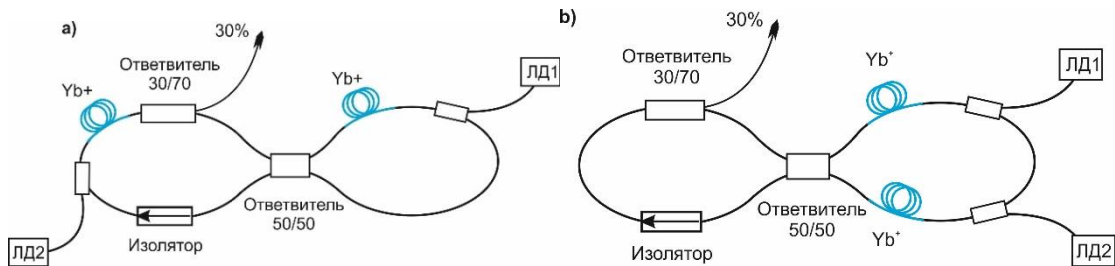 a)
30%
Ответвитель
30/70
Yb+
Yb+
ЛД1
Ответвитель
50/50
Изолятор
ЛД2
b)
30%
Ответвитель
30/70
Yb⁺
ЛД1
Ответвитель
50/50
Yb⁺
Изолятор
ЛД2